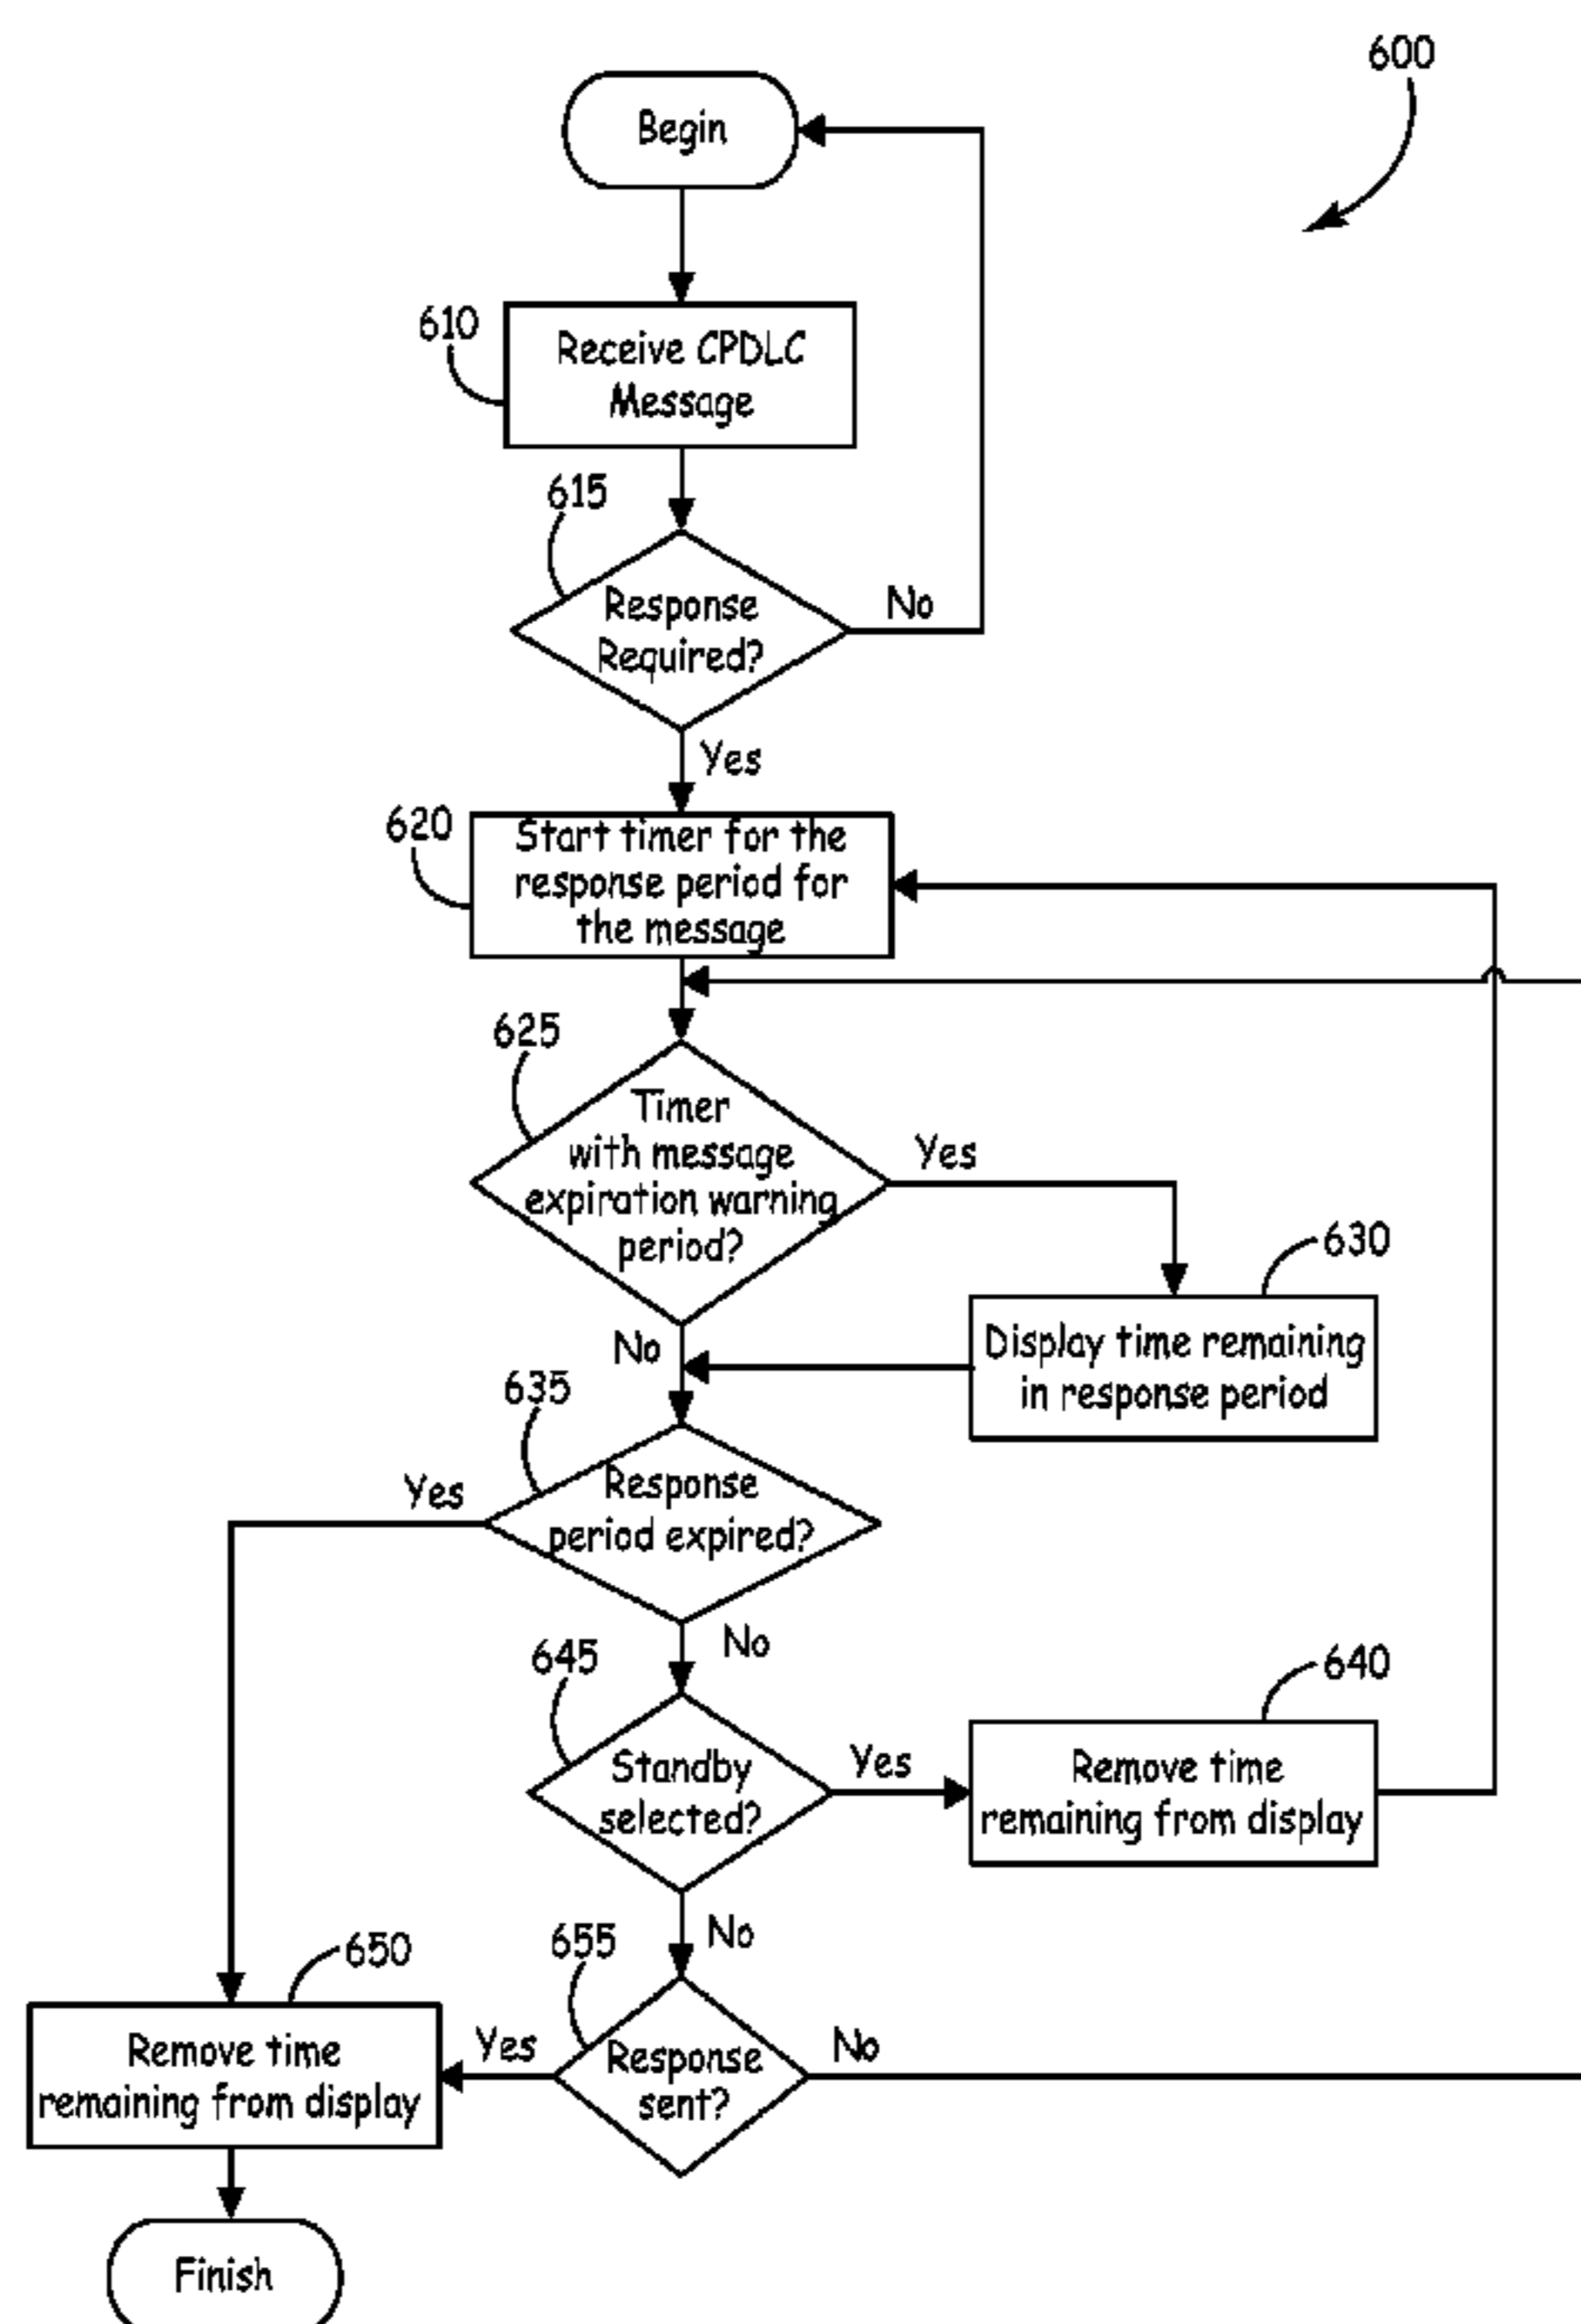 600
Begin
610
Receive CPDLC
Message
615
Response
Required?
No
Yes
620
Start timer for the
response period for
the message
625
Timer
with message
expiration warning
period?
Yes
630
No
Display time remaining
in response period
635
Yes
Response
period expired?
No
645
640
Standby
selected?
Yes
Remove time
remaining from display
No
655
650
Remove time
remaining from display
Yes
Response
sent?
No
Finish